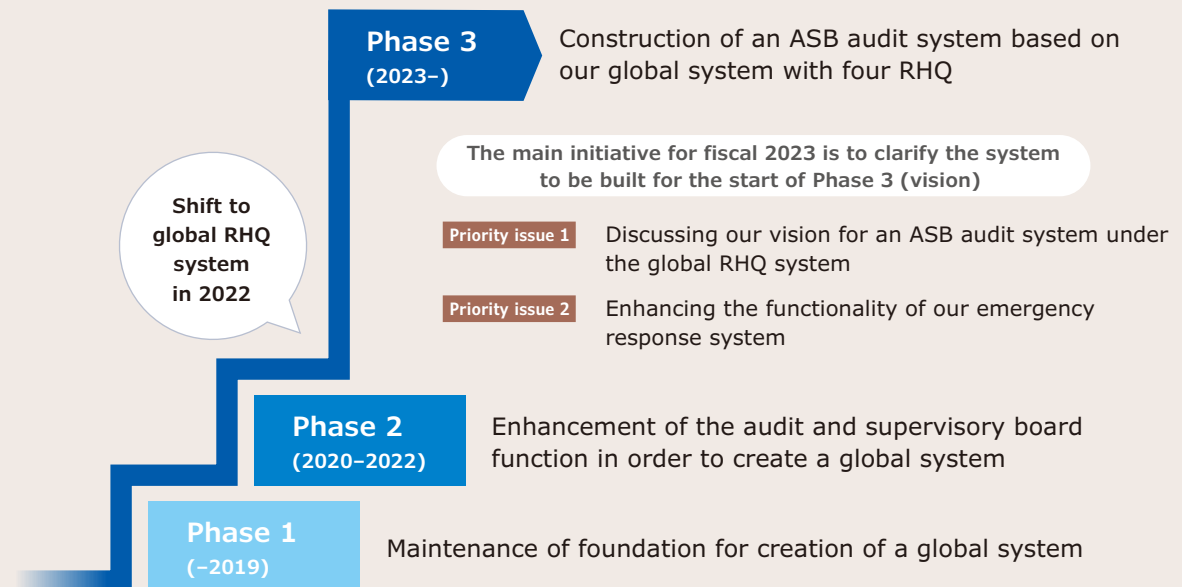 Phase 3
(2023–)
Construction of an ASB audit system based on
our global system with four RHQ
The main initiative for fiscal 2023 is to clarify the system
to be built for the start of Phase 3 (vision)
Shift to
global RHQ
system
in 2022
Priority issue 1
Discussing our vision for an ASB audit system under
the global RHQ system
Priority issue 2
Enhancing the functionality of our emergency
response system
Phase 2
(2020–2022)
Enhancement of the audit and supervisory board
function in order to create a global system
Phase 1
(–2019)
Maintenance of foundation for creation of a global system